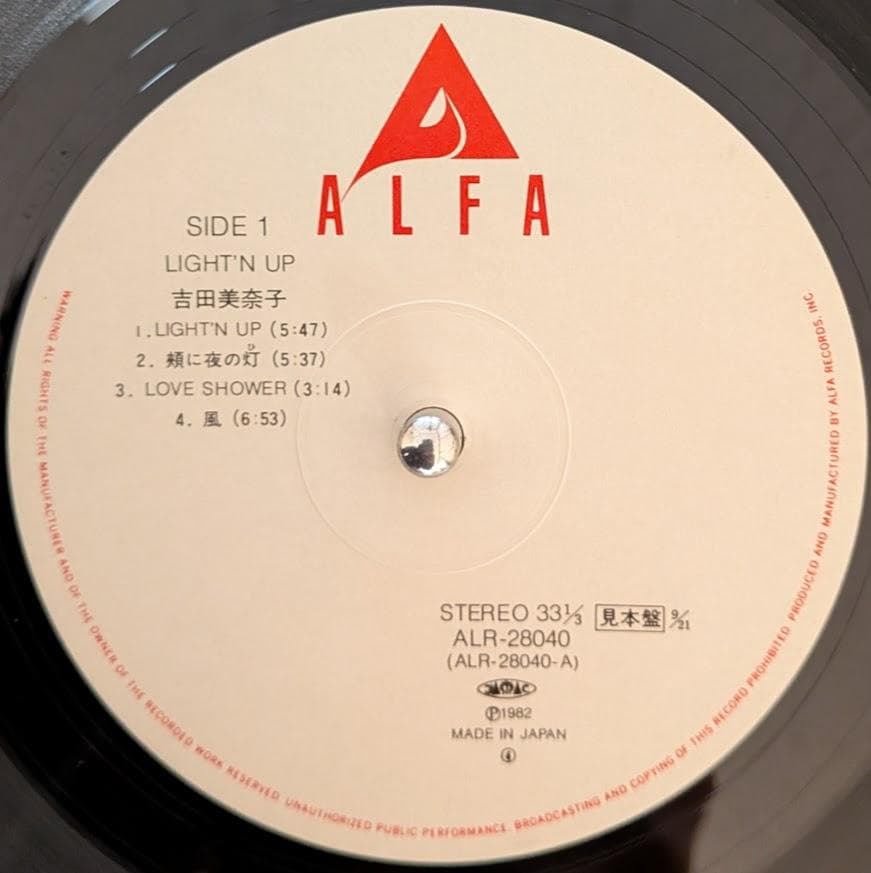 ALFA
SIDE 1
LIGHT'N UP
吉田美奈子
1. LIGHT'N UP (5:47)
2. 頬に夜の灯 (5:37)
ひ
3. LOVE SHOWER (3:14)
4. 風 (6:53)
STEREO 33⅓ 見本盤 9/21
ALR-28040
(ALR-28040-A)
℗1982
MADE IN JAPAN
④
WARNING ALL RIGHTS OF THE MANUFACTURER AND OF THE OWNER OF THE RECORDED WORK RESERVED. UNAUTHORIZED PUBLIC PERFORMANCE. BROADCASTING AND COPYING OF THIS RECORD PROHIBITED. PRODUCED AND MANUFACTURED BY ALFA RECORDS, INC.